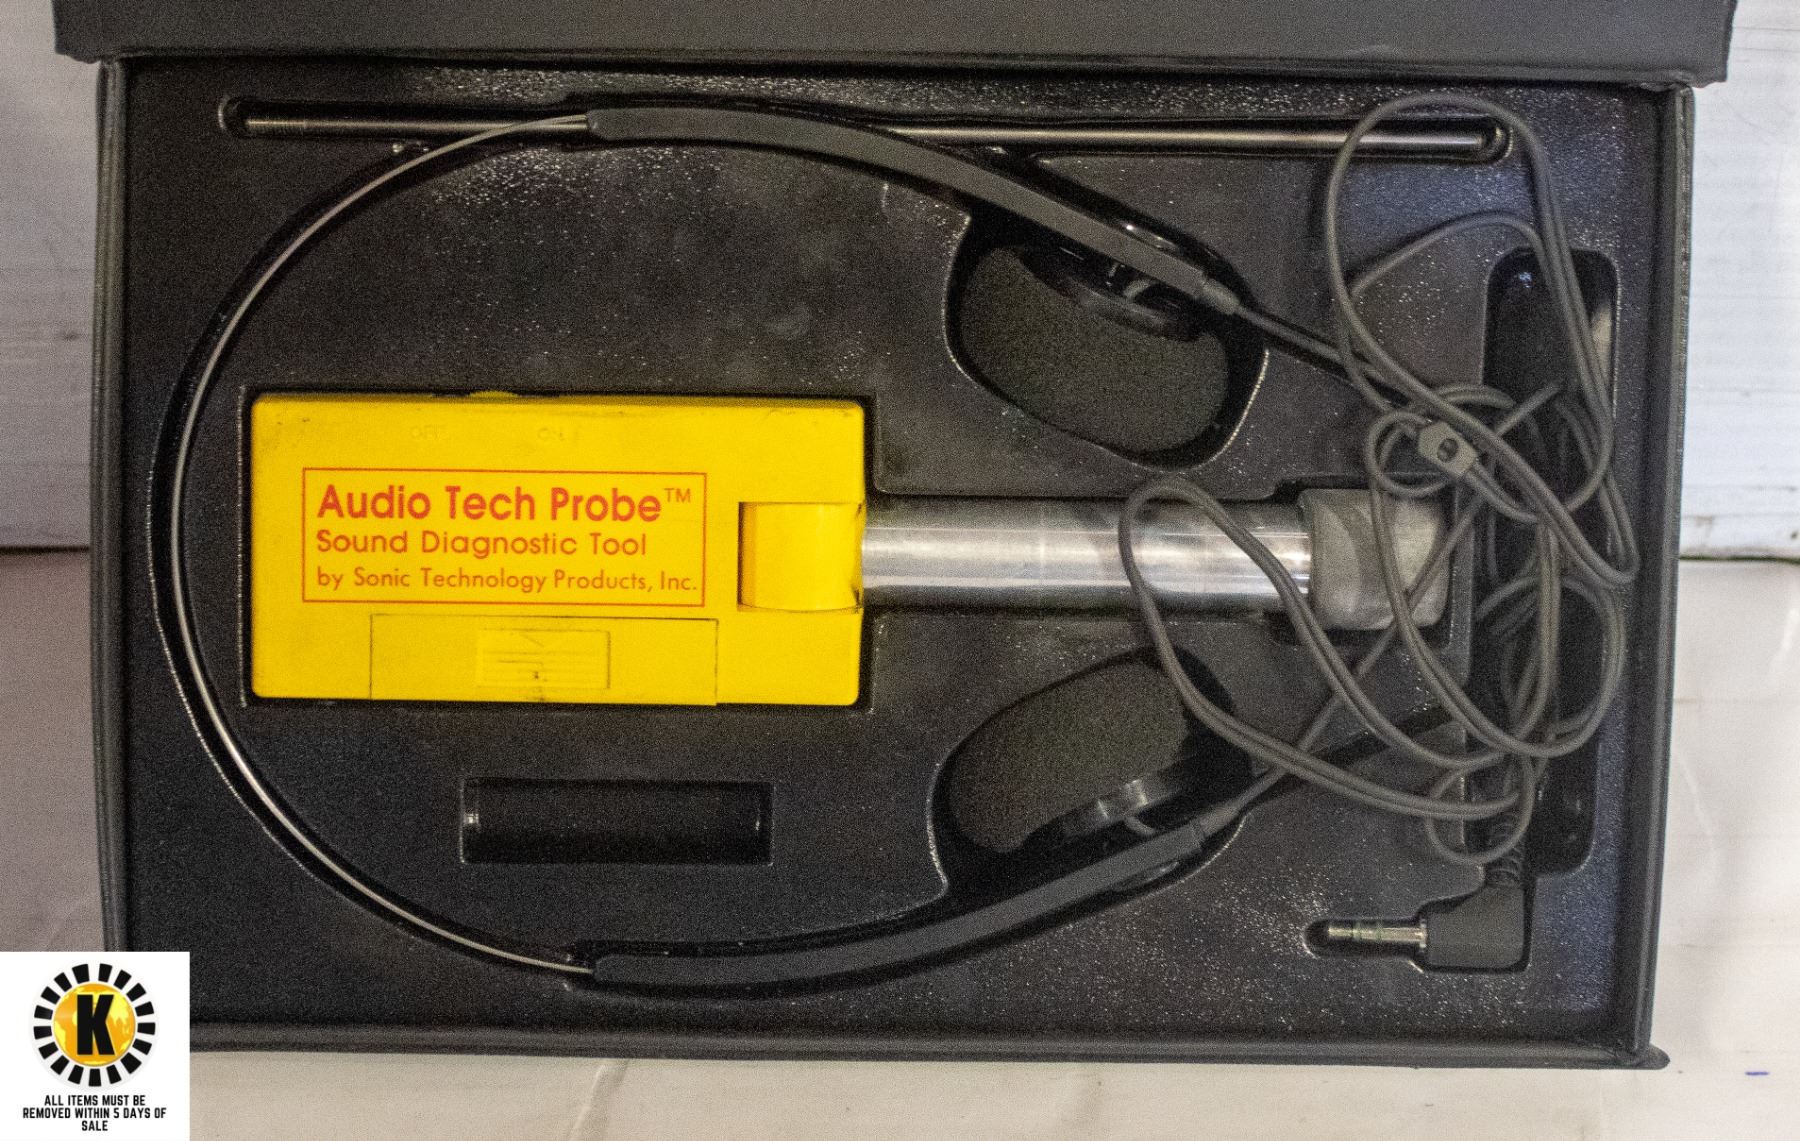 OFF ON
Audio Tech Probe™
Sound Diagnostic Tool
by Sonic Technology Products, Inc.
K
ALL ITEMS MUST BE
REMOVED WITHIN 5 DAYS OF
SALE